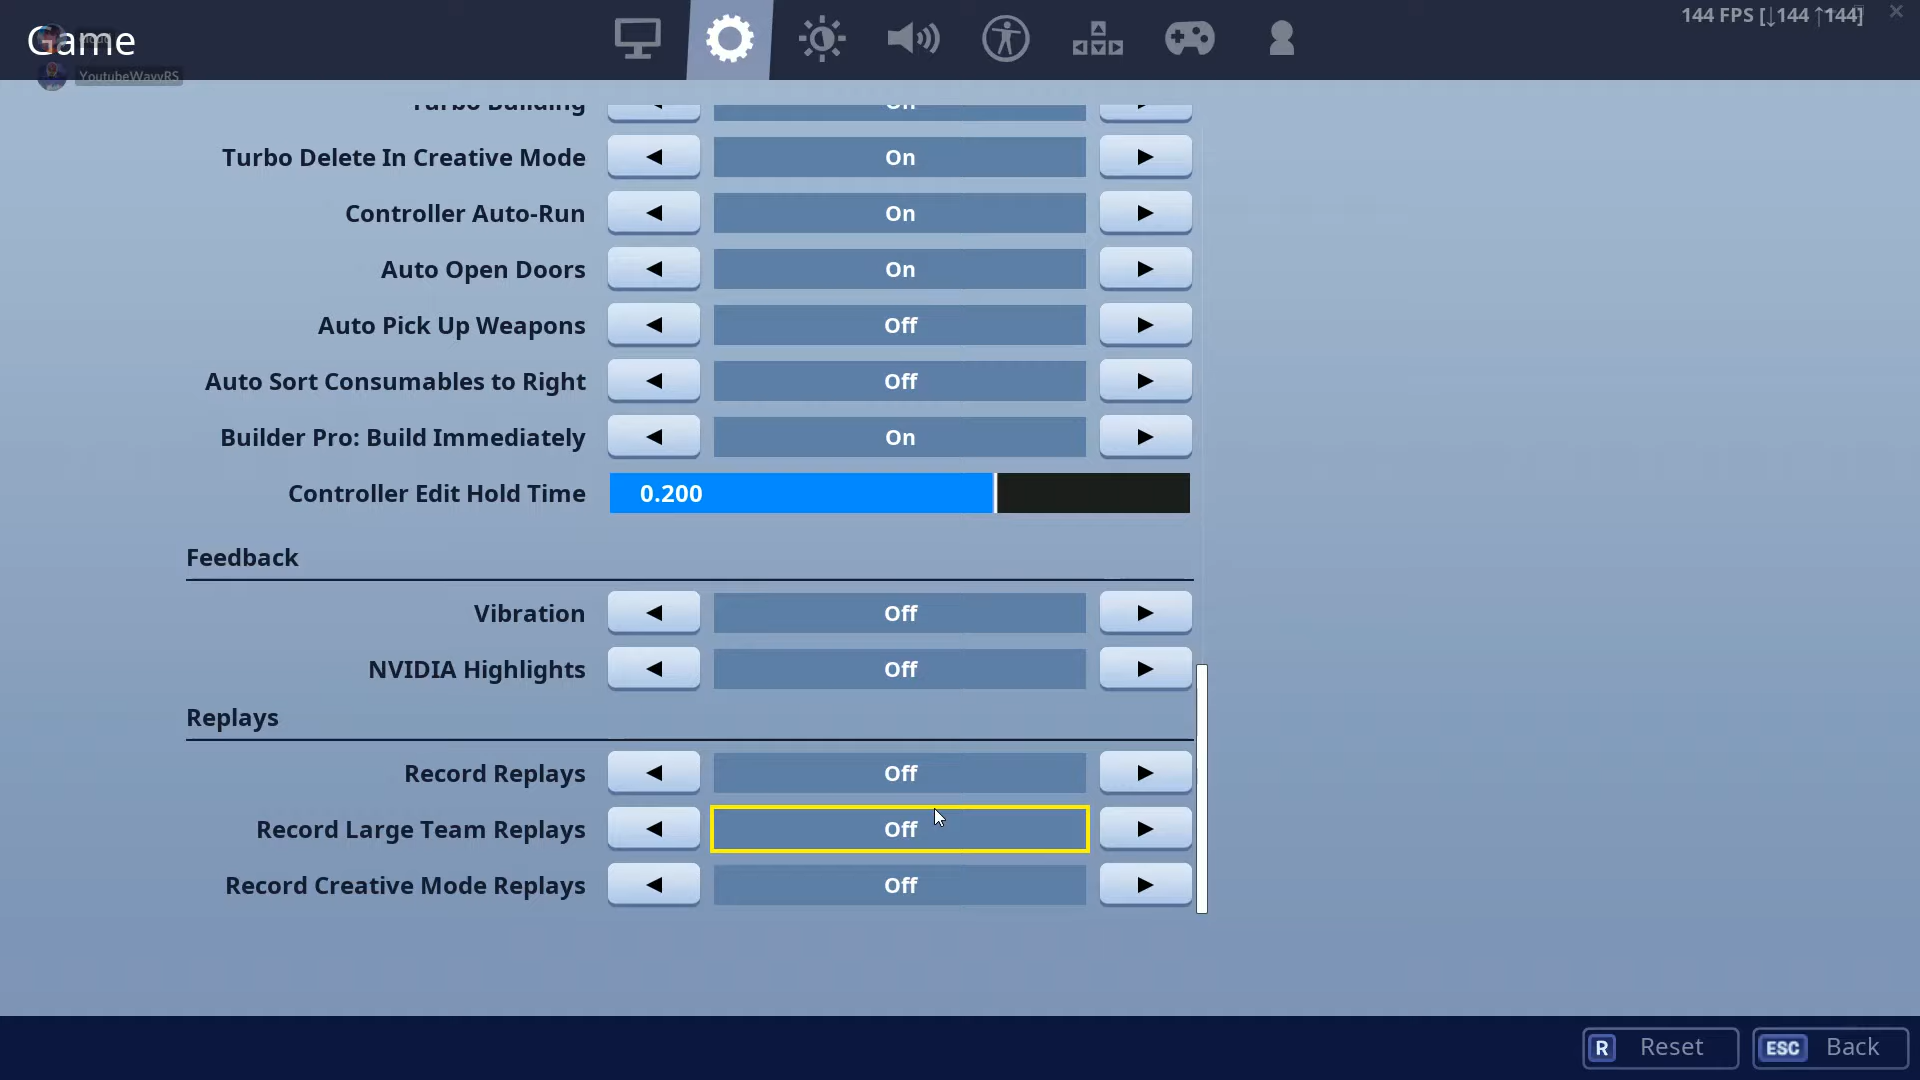 Game
144 FPS [↓144 ↑144]
YoutubeWavyRS
Turbo Building On
Turbo Delete In Creative Mode On
Controller Auto-Run On
Auto Open Doors On
Auto Pick Up Weapons Off
Auto Sort Consumables to Right Off
Builder Pro: Build Immediately On
Controller Edit Hold Time 0.200
Feedback
Vibration Off
NVIDIA Highlights Off
Replays
Record Replays Off
Record Large Team Replays Off
Record Creative Mode Replays Off
R Reset ESC Back